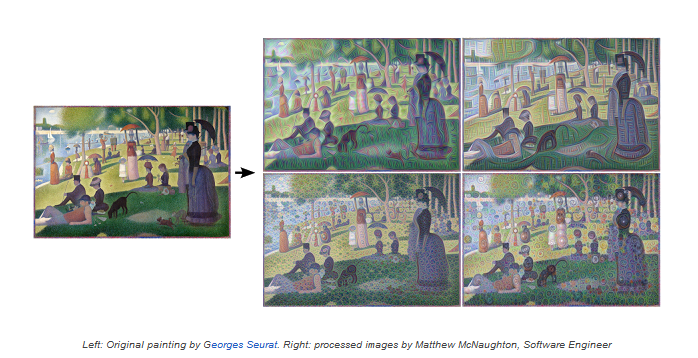 Left: Original painting by Georges Seurat. Right: processed images by Matthew McNaughton, Software Engineer